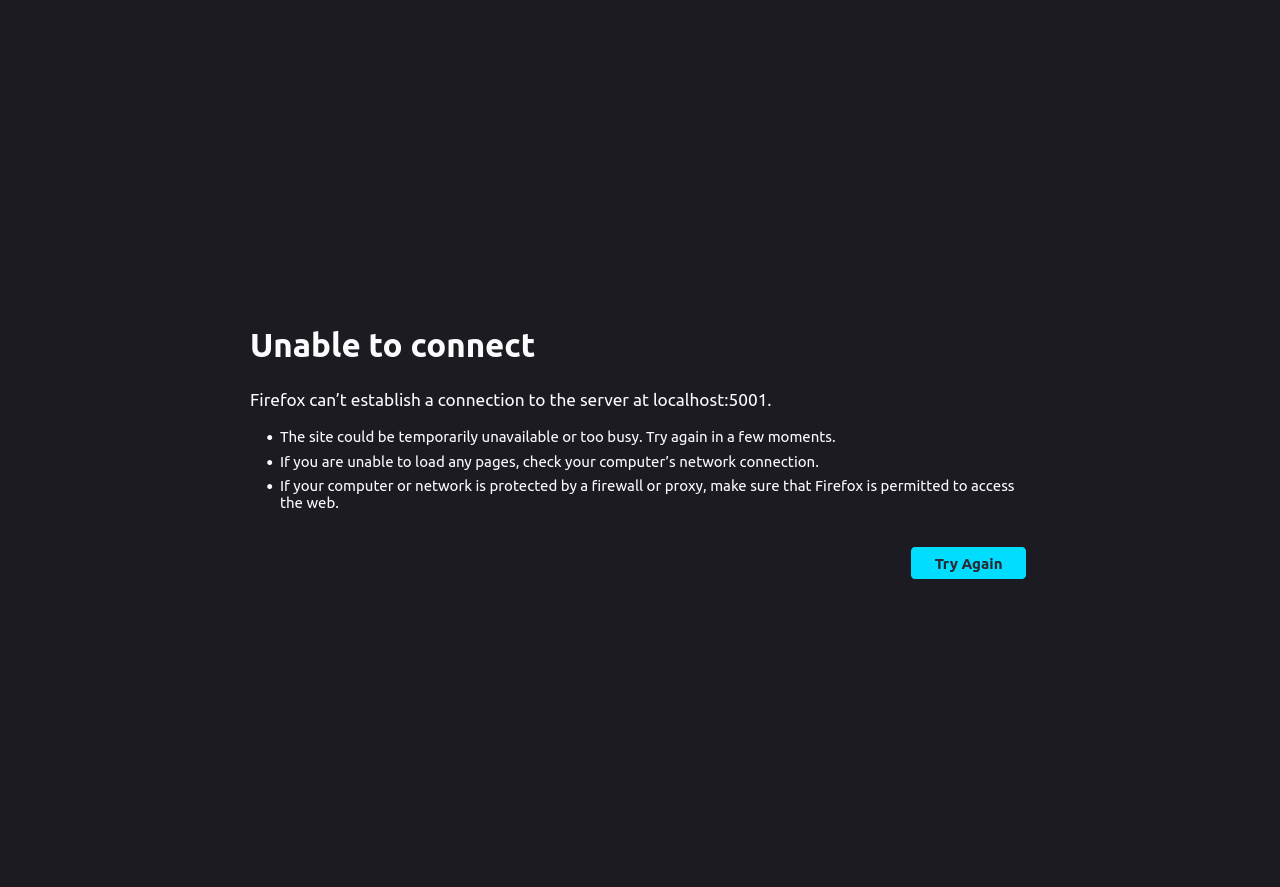 Unable to connect
Firefox can’t establish a connection to the server at localhost:5001.
• The site could be temporarily unavailable or too busy. Try again in a few moments.
• If you are unable to load any pages, check your computer’s network connection.
• If your computer or network is protected by a firewall or proxy, make sure that Firefox is permitted to access
the web.
Try Again